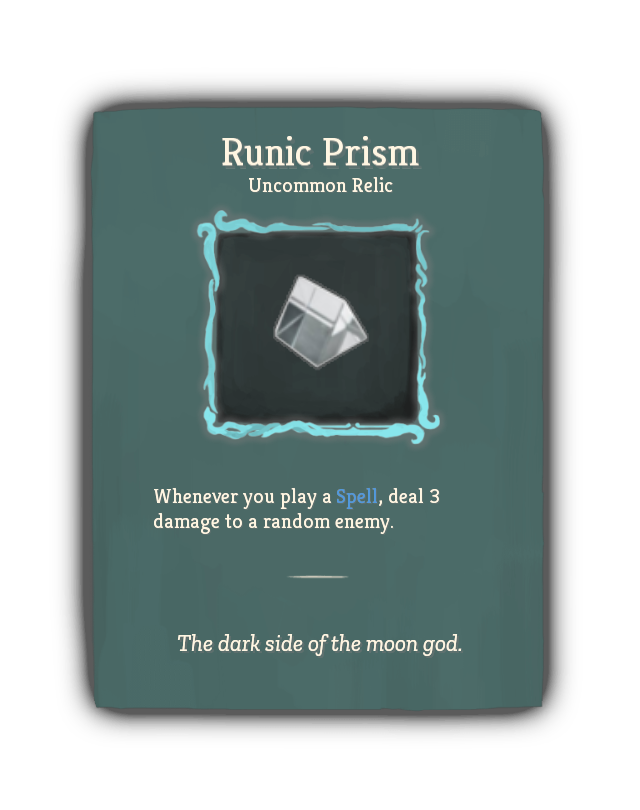 Runic Prism
Uncommon Relic
Whenever you play a Spell, deal 3
damage to a random enemy.
The dark side of the moon god.